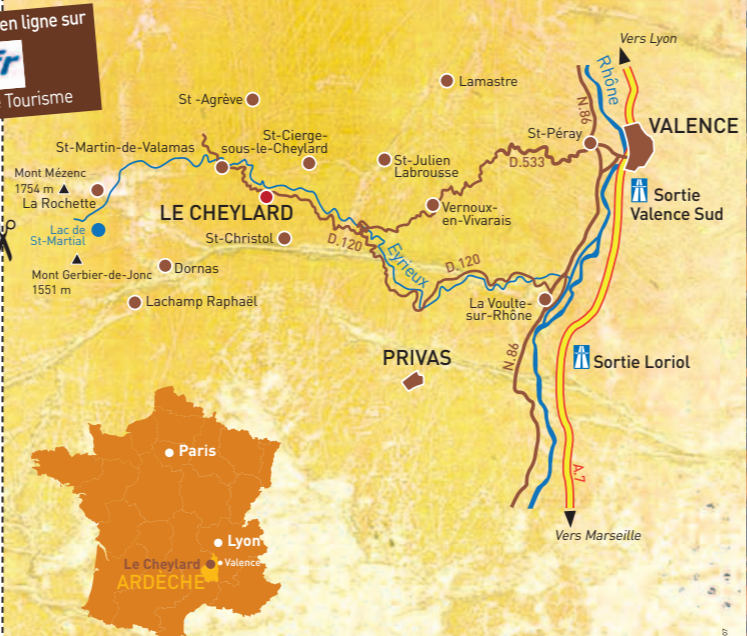 en ligne sur
fr
Tourisme
Vers Lyon
Rhône
Lamastre
St -Agrève
N.86
St-Péray
VALENCE
St-Cierge-
sous-le-Cheylard
St-Martin-de-Valamas
St-Julien
Labrousse
D.533
Mont Mézenc
1754 m
La Rochette
Sortie
Valence Sud
LE CHEYLARD
Vernoux-
en-Vivarais
Lac de
St-Martial
St-Christol
D.120
Eyrieux
D.120
Mont Gerbier-de-Jonc
1551 m
Dornas
Lachamp Raphaël
La Voulte-
sur-Rhône
PRIVAS
N.86
Sortie Loriol
Paris
A.7
Vers Marseille
Lyon
Le Cheylard
Valence
ARDECHE
07